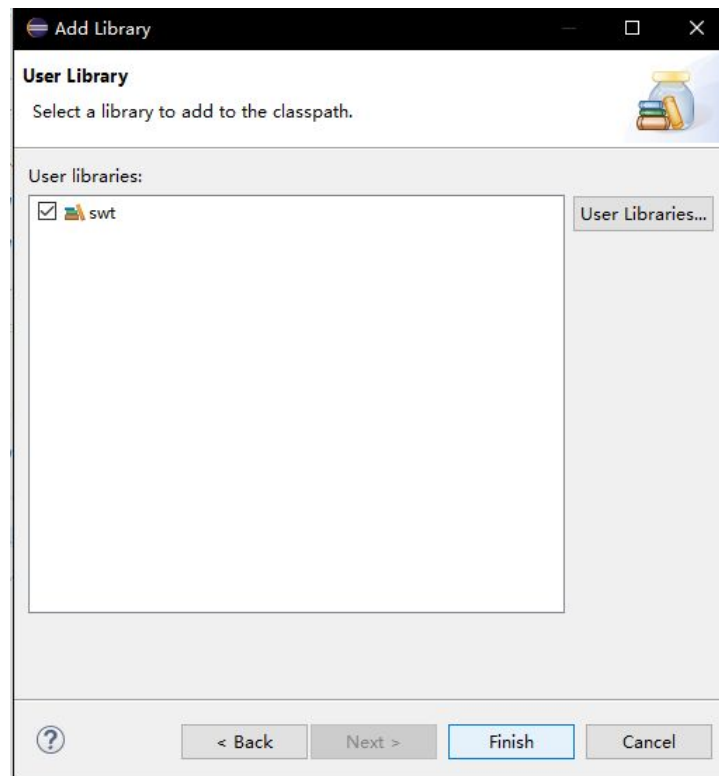 Add Library
User Library
Select a library to add to the classpath.
User libraries:
swt
User Libraries...
?
< Back
Next >
Finish
Cancel